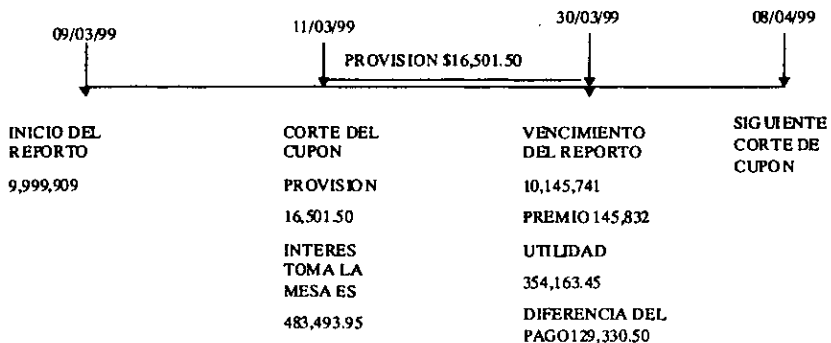 09/03/99
11/03/99
30/03/99
08/04/99
PROVISION $16,501.50
INICIO DEL
REPORTO
9,999,909
CORTE DEL
CUPON
PROVISION
16,501.50
INTERES
TOMA LA
MESA ES
483,493.95
VENCIMIENTO
DEL REPORTO
10,145,741
PREMIO 145,832
UTILIDAD
354,163.45
DIFERENCIA DEL
PAGO129,330.50
SIGUIENTE
CORTE DE
CUPON